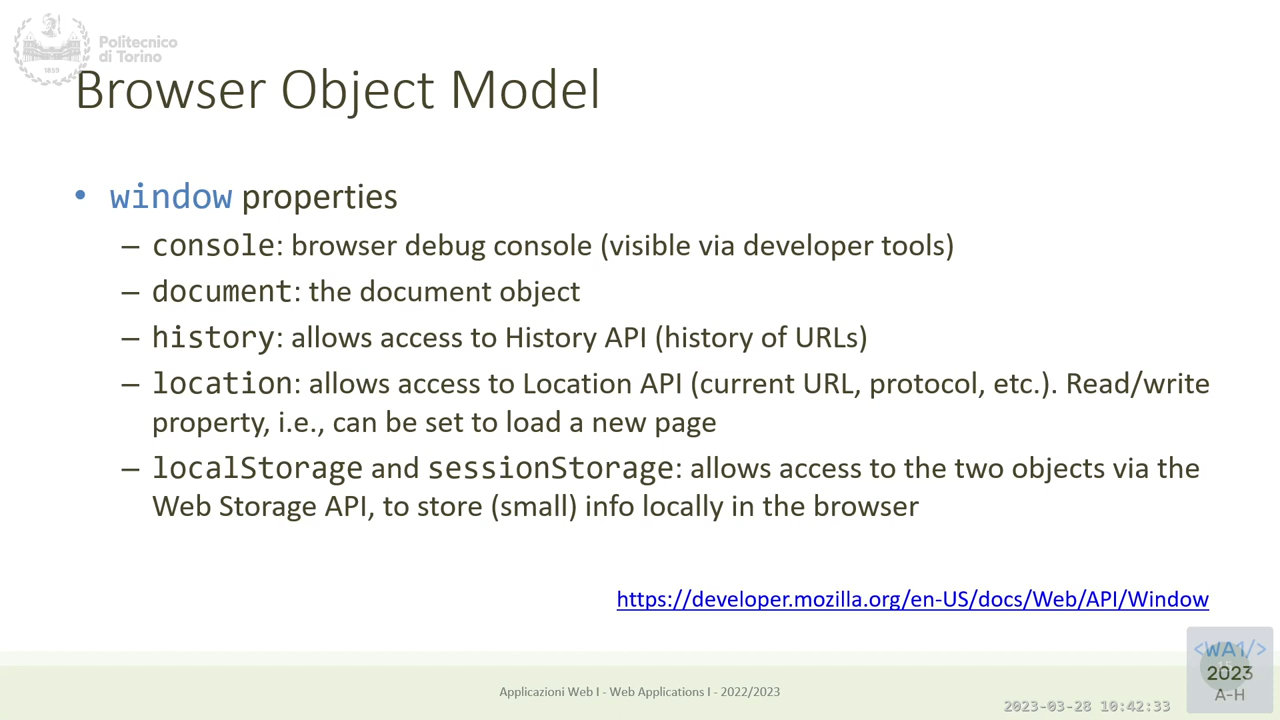 Politecnico
di Torino
1859
Browser Object Model
• window properties
– console: browser debug console (visible via developer tools)
– document: the document object
– history: allows access to History API (history of URLs)
– location: allows access to Location API (current URL, protocol, etc.). Read/write
property, i.e., can be set to load a new page
– localStorage and sessionStorage: allows access to the two objects via the
Web Storage API, to store (small) info locally in the browser
https://developer.mozilla.org/en-US/docs/Web/API/Window
<WA1/>
2023
A-H
Applicazioni Web I - Web Applications I - 2022/2023
2023-03-28 10:42:33